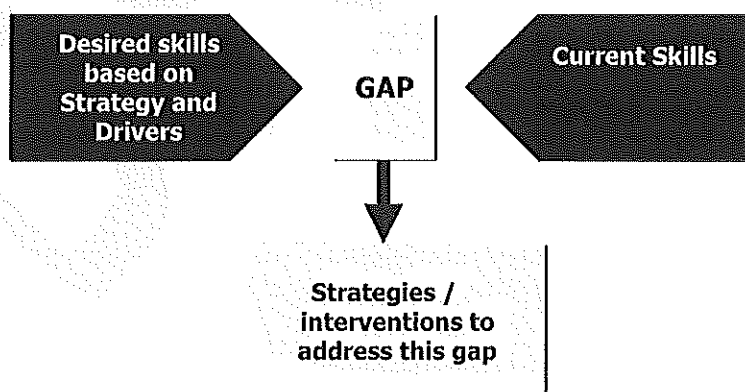 Desired skills
based on
Strategy and
Drivers
GAP
Current Skills
Strategies /
interventions to
address this gap